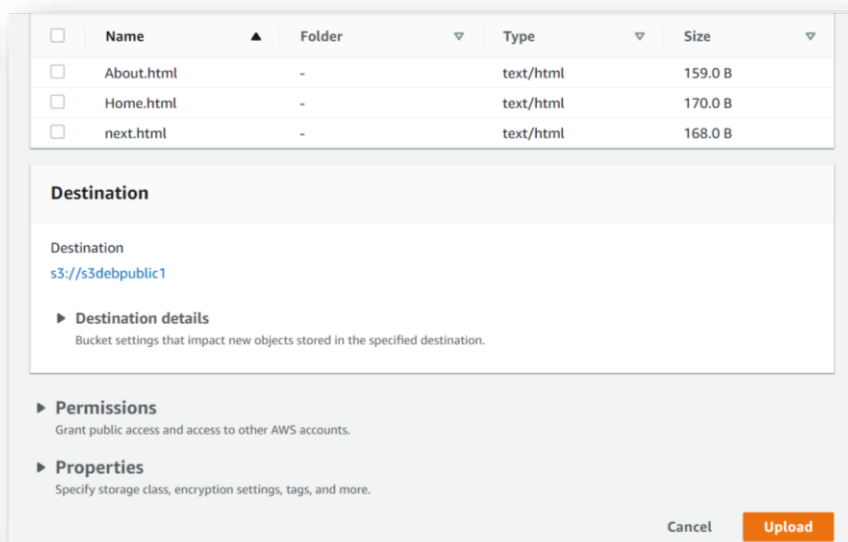 Name Folder Type Size
About.html - text/html 159.0 B
Home.html - text/html 170.0 B
next.html - text/html 168.0 B
Destination
Destination
s3://s3debpublic1
Destination details
Bucket settings that impact new objects stored in the specified destination.
Permissions
Grant public access and access to other AWS accounts.
Properties
Specify storage class, encryption settings, tags, and more.
Cancel Upload